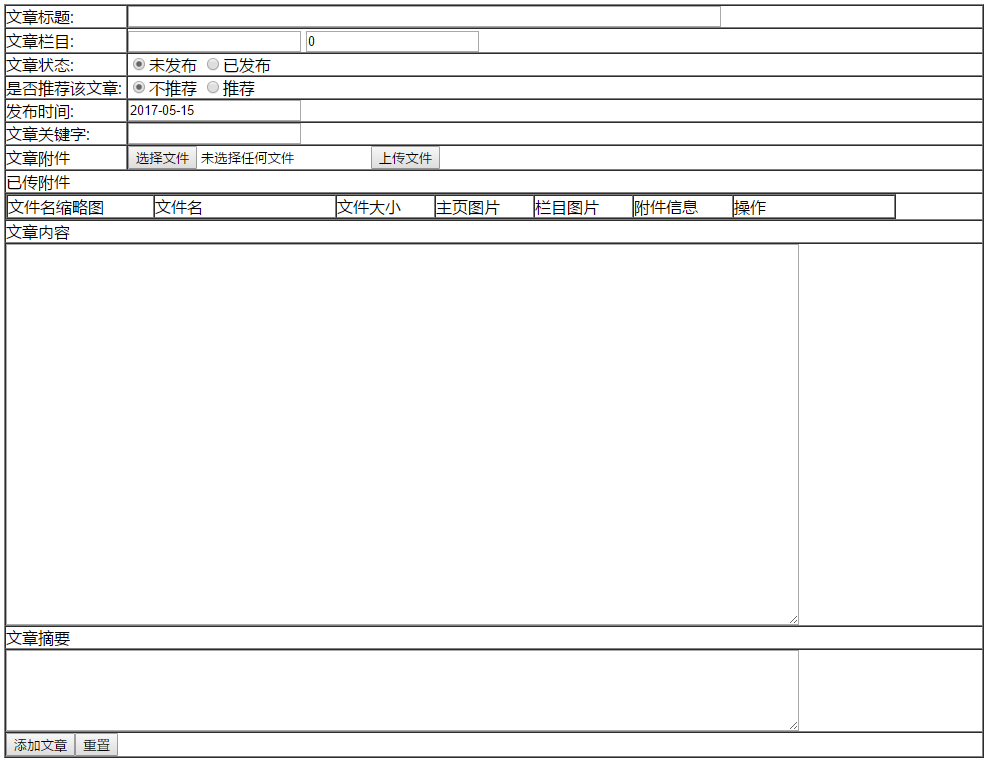 文章标题:
文章栏目: 0
文章状态: 未发布 已发布
是否推荐该文章: 不推荐 推荐
发布时间: 2017-05-15
文章关键字:
文章附件 选择文件 未选择任何文件 上传文件
已传附件
文件名缩略图 文件名 文件大小 主页图片 栏目图片 附件信息 操作
文章内容
文章摘要
添加文章 重置